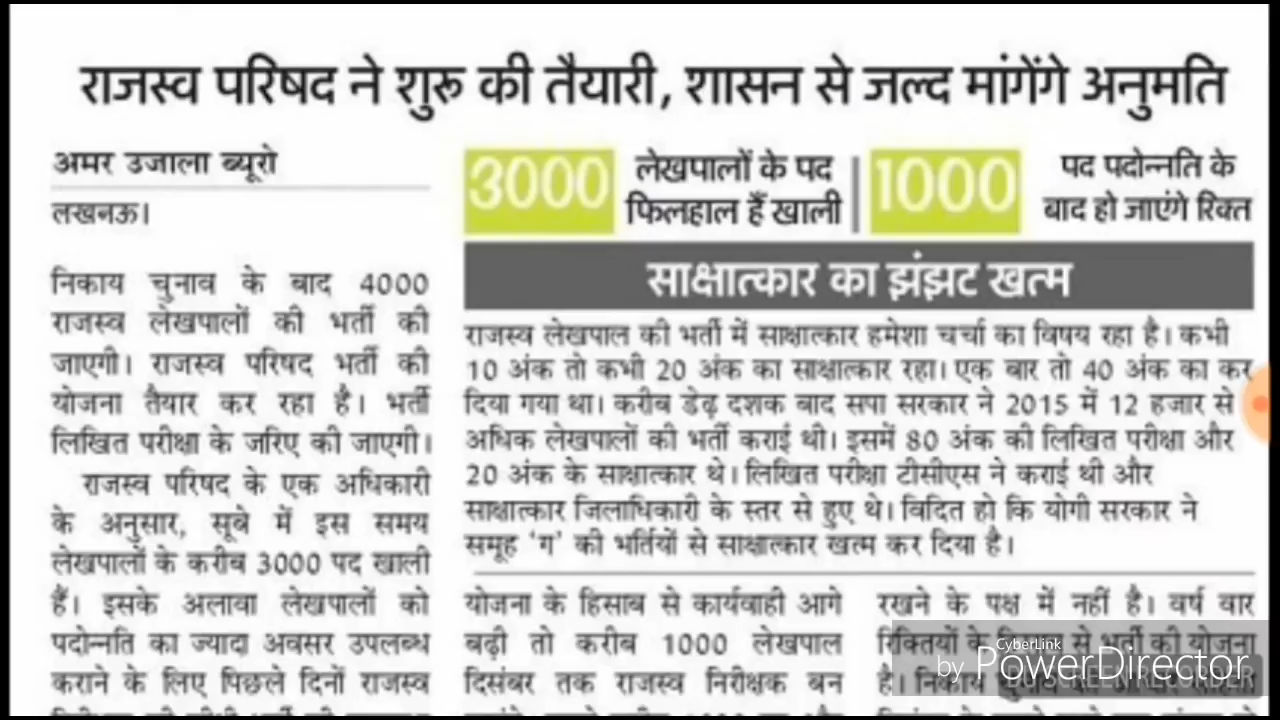 राजस्व परिषद ने शुरू की तैयारी, शासन से जल्द मांगेंगे अनुमति
अमर उजाला ब्यूरो
लखनऊ।
निकाय चुनाव के बाद 4000
राजस्व लेखपालों की भर्ती की
जाएगी। राजस्व परिषद भर्ती की
योजना तैयार कर रहा है। भर्ती
लिखित परीक्षा के जरिए की जाएगी।
राजस्व परिषद के एक अधिकारी
के अनुसार, सूबे में इस समय
लेखपालों के करीब 3000 पद खाली
हैं। इसके अलावा लेखपालों को
पदोन्नति का ज्यादा अवसर उपलब्ध
कराने के लिए पिछले दिनों राजस्व
3000 लेखपालों के पद
फिलहाल हैं खाली
1000 पद पदोन्नति के
बाद हो जाएंगे रिक्त
साक्षात्कार का झंझट खत्म
राजस्व लेखपाल की भर्ती में साक्षात्कार हमेशा चर्चा का विषय रहा है। कभी
10 अंक तो कभी 20 अंक का साक्षात्कार रहा। एक बार तो 40 अंक का कर
दिया गया था। करीब डेढ़ दशक बाद सपा सरकार ने 2015 में 12 हजार से
अधिक लेखपालों की भर्ती कराई थी। इसमें 80 अंक की लिखित परीक्षा और
20 अंक के साक्षात्कार थे। लिखित परीक्षा टीसीएस ने कराई थी और
साक्षात्कार जिलाधिकारी के स्तर से हुए थे। विदित हो कि योगी सरकार ने
समूह 'ग' की भर्तियों से साक्षात्कार खत्म कर दिया है।
योजना के हिसाब से कार्यवाही आगे
बढ़ी तो करीब 1000 लेखपाल
दिसंबर तक राजस्व निरीक्षक बन
रखने के पक्ष में नहीं है। वर्ष वार
रिक्तियों के से भर्ती की योजना
है। निकाय
CyberLink
by PowerDirector
SCREEN RECORDER